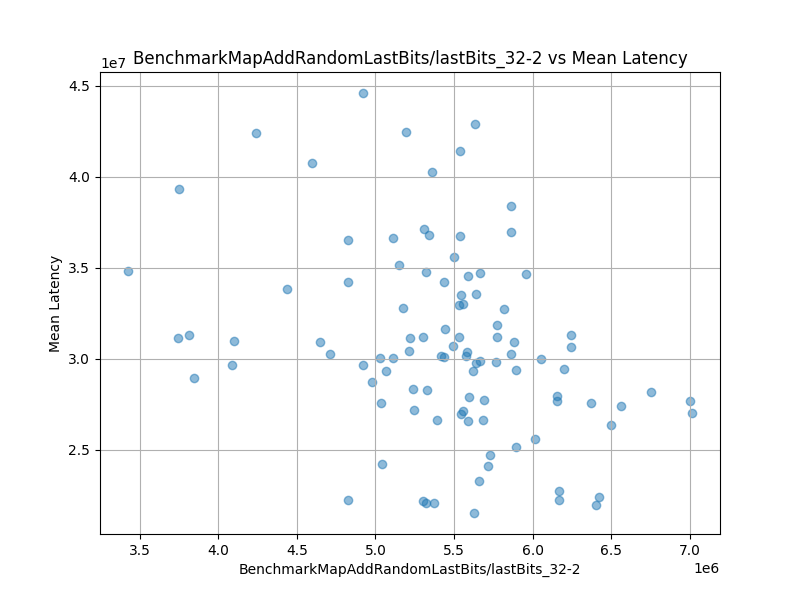 BenchmarkMapAddRandomLastBits/lastBits_32-2 vs Mean Latency
1e7
4.5
4.0
3.5
3.0
2.5
Mean Latency
3.5 4.0 4.5 5.0 5.5 6.0 6.5 7.0
BenchmarkMapAddRandomLastBits/lastBits_32-2
1e6